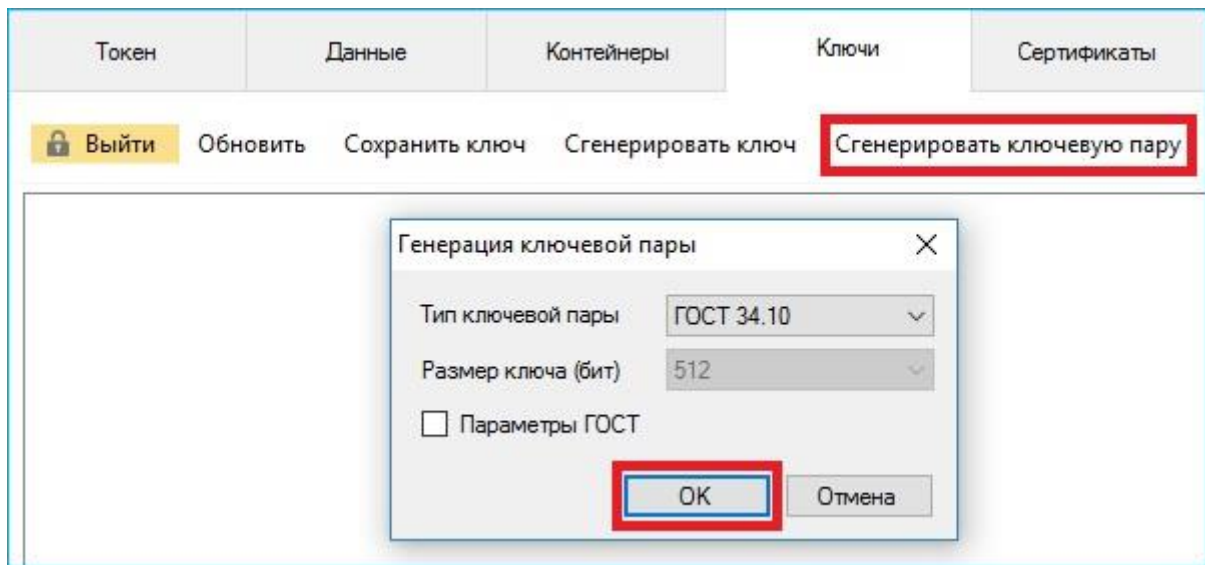 Токен Данные Контейнеры Ключи Сертификаты
Выйти Обновить Сохранить ключ Сгенерировать ключ Сгенерировать ключевую пару
Генерация ключевой пары
Тип ключевой пары ГОСТ 34.10
Размер ключа (бит) 512
Параметры ГОСТ
OK Отмена